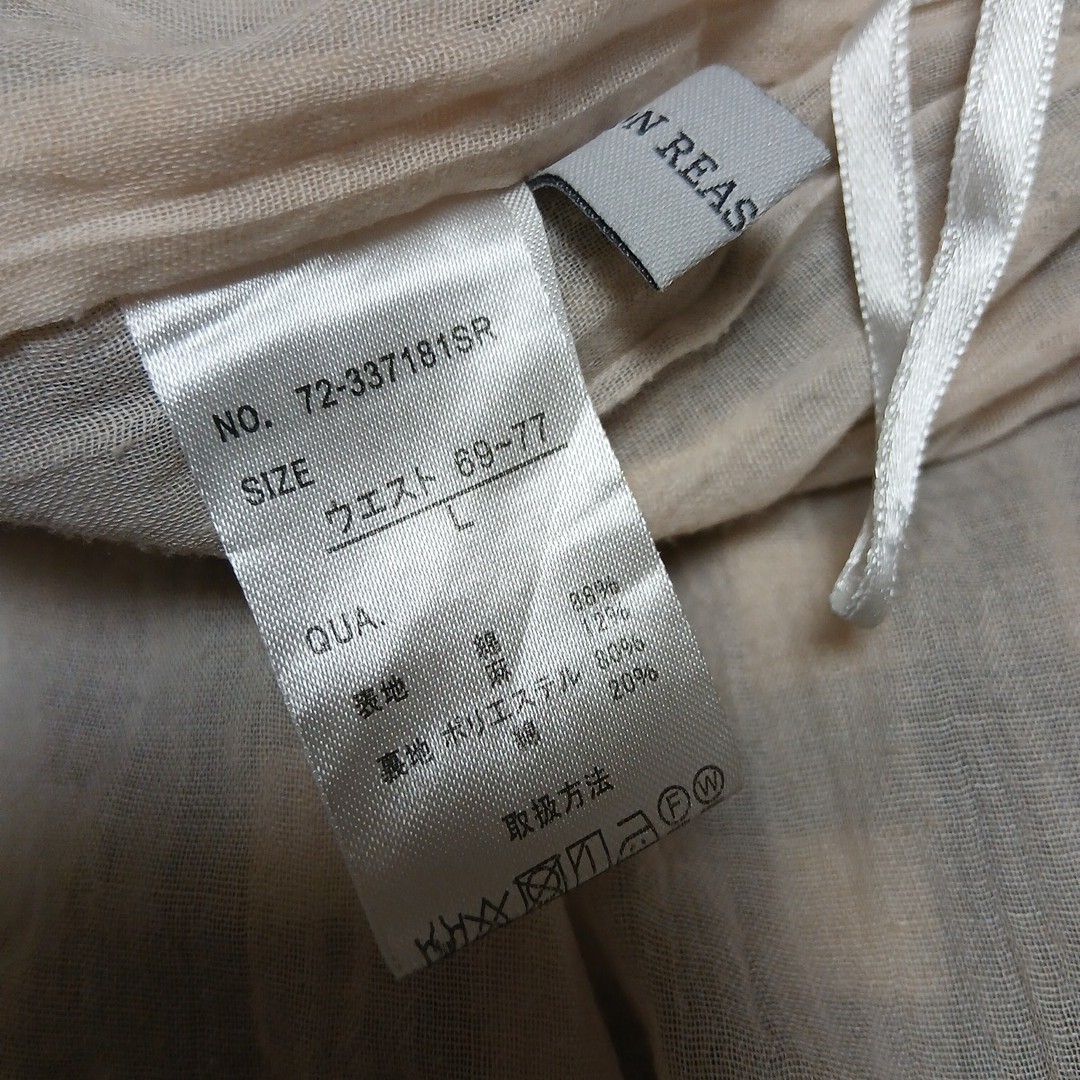 ON REAS
NO. 72-337181SR
SIZE ウエスト 69~77
L
QUA.
表地 綿 88%
麻 12%
裏地 ポリエステル 80%
綿 20%
取扱方法
F W